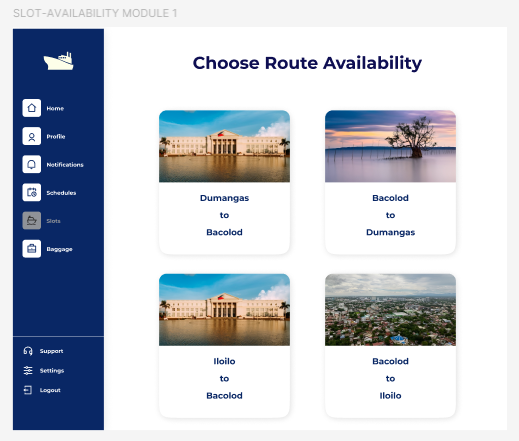 SLOT-AVAILABILITY MODULE 1
Choose Route Availability
Home
Profile
Notifications
Schedules
Slots
Baggage
Support
Settings
Logout
Dumangas
to
Bacolod
Bacolod
to
Dumangas
Iloilo
to
Bacolod
Bacolod
to
Iloilo